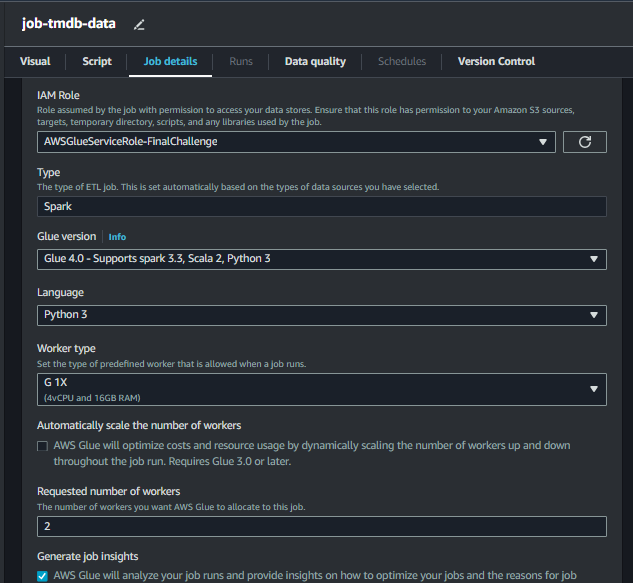 job-tmdb-data
Visual Script Job details Runs Data quality Schedules Version Control
IAM Role
Role assumed by the job with permission to access your data stores. Ensure that this role has permission to your Amazon S3 sources,
targets, temporary directory, scripts, and any libraries used by the job.
AWSGlueServiceRole-FinalChallenge
Type
The type of ETL job. This is set automatically based on the types of data sources you have selected.
Spark
Glue version Info
Glue 4.0 - Supports spark 3.3, Scala 2, Python 3
Language
Python 3
Worker type
Set the type of predefined worker that is allowed when a job runs.
G 1X
(4vCPU and 16GB RAM)
Automatically scale the number of workers
AWS Glue will optimize costs and resource usage by dynamically scaling the number of workers up and down
throughout the job run. Requires Glue 3.0 or later.
Requested number of workers
The number of workers you want AWS Glue to allocate to this job.
2
Generate job insights
AWS Glue will analyze your job runs and provide insights on how to optimize your jobs and the reasons for job